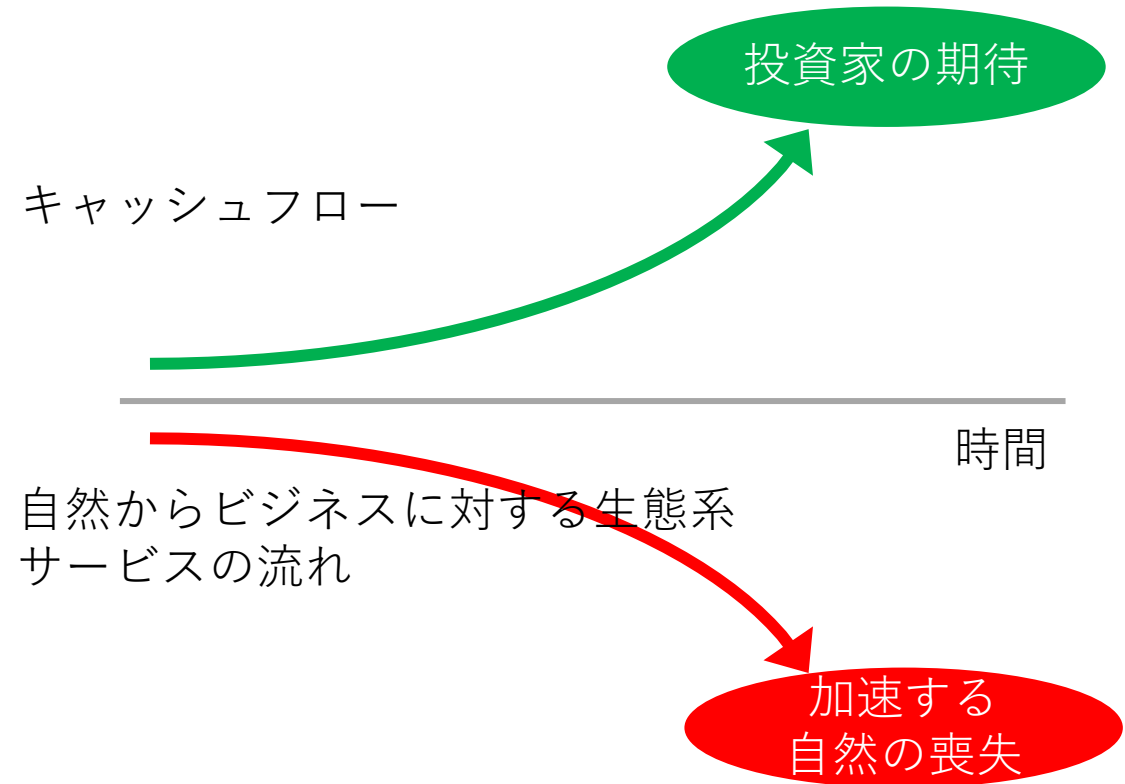 投資家の期待
キャッシュフロー
時間
自然からビジネスに対する生態系
サービスの流れ
加速する
自然の喪失